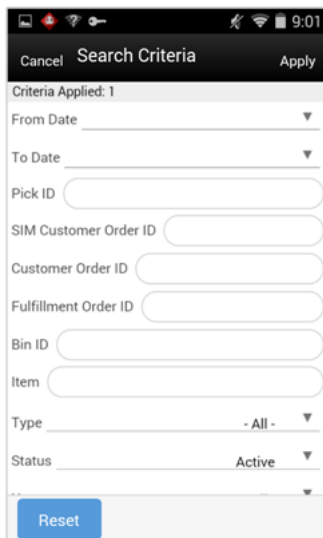 9:01
Cancel Search Criteria Apply
Criteria Applied: 1
From Date
To Date
Pick ID
SIM Customer Order ID
Customer Order ID
Fulfillment Order ID
Bin ID
Item
Type - All -
Status Active
Reset